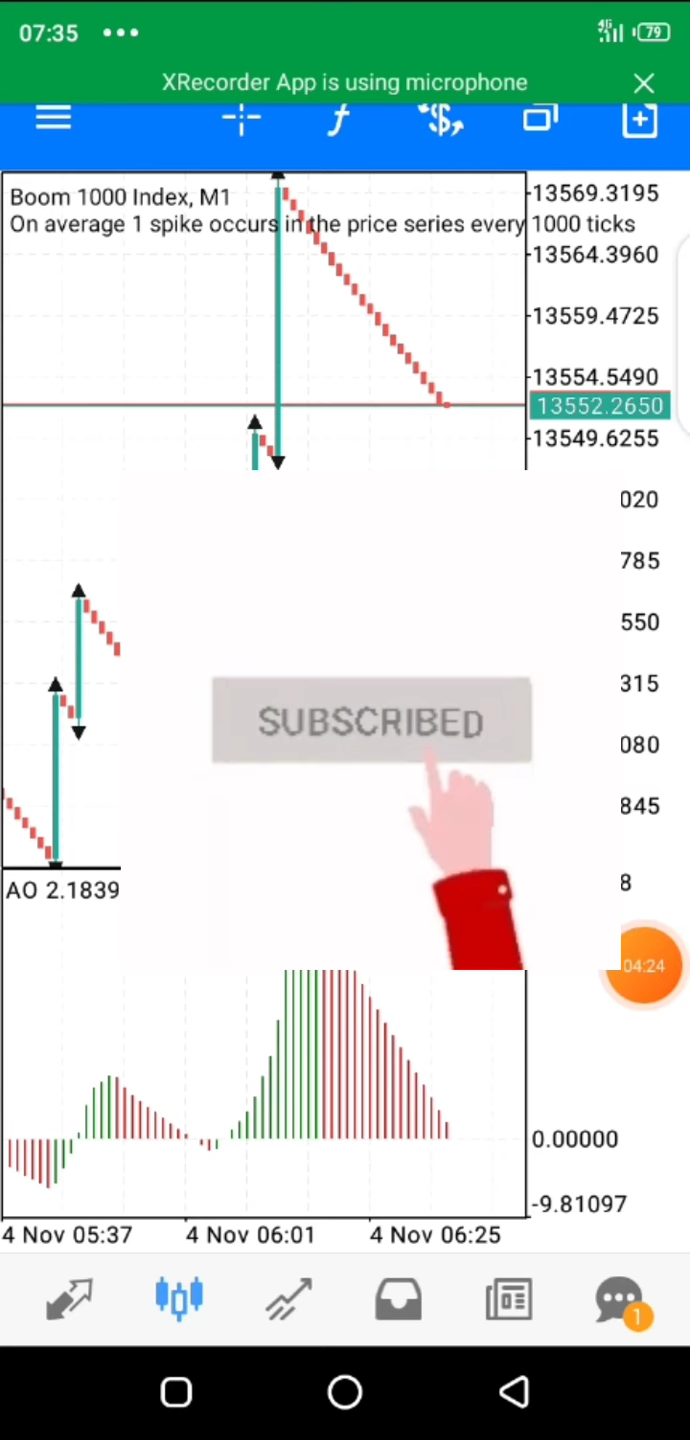 07:35
4G
79
XRecorder App is using microphone
Boom 1000 Index, M1
On average 1 spike occurs in the price series every 1000 ticks
13569.3195
13564.3960
13559.4725
13554.5490
13552.2650
13549.6255
020
785
550
315
SUBSCRIBED
080
845
8
AO 2.1839
04:24
0.00000
-9.81097
4 Nov 05:37
4 Nov 06:01
4 Nov 06:25
1